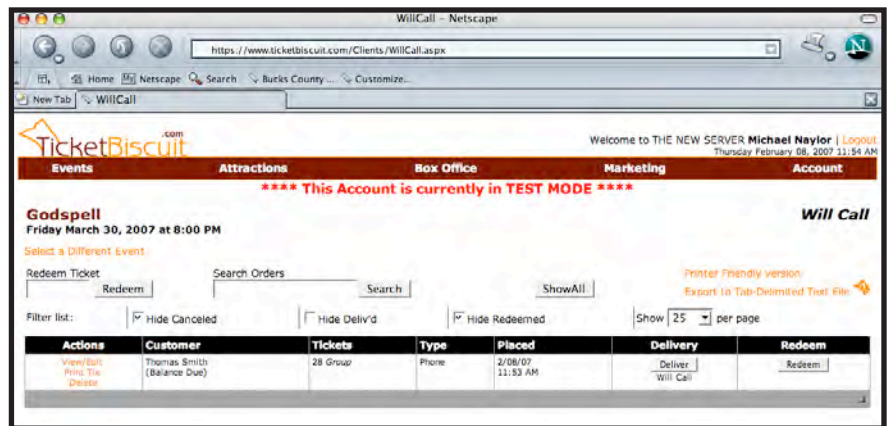 WillCall - Netscape
https://www.ticketbiscuit.com/Clients/WillCall.aspx
Home Netscape Search Bucks County ... Customize...
New Tab WillCall
TicketBiscuit.com
Welcome to THE NEW SERVER Michael Naylor | Logout
Thursday February 08, 2007 11:54 AM
Events Attractions Box Office Marketing Account
**** This Account is currently in TEST MODE ****
Godspell Will Call
Friday March 30, 2007 at 8:00 PM
Select a Different Event
Redeem Ticket Search Orders Printer Friendly version
Redeem Search ShowAll Export to Tab-Delimited Text File
Filter list: Hide Canceled Hide Deliv'd Hide Redeemed Show 25 per page
Actions Customer Tickets Type Placed Delivery Redeem
View/Edit Thomas Smith 28 Group Phone 2/08/07 Deliver Redeem
Print Tix (Balance Due) 11:53 AM Will Call
Delete